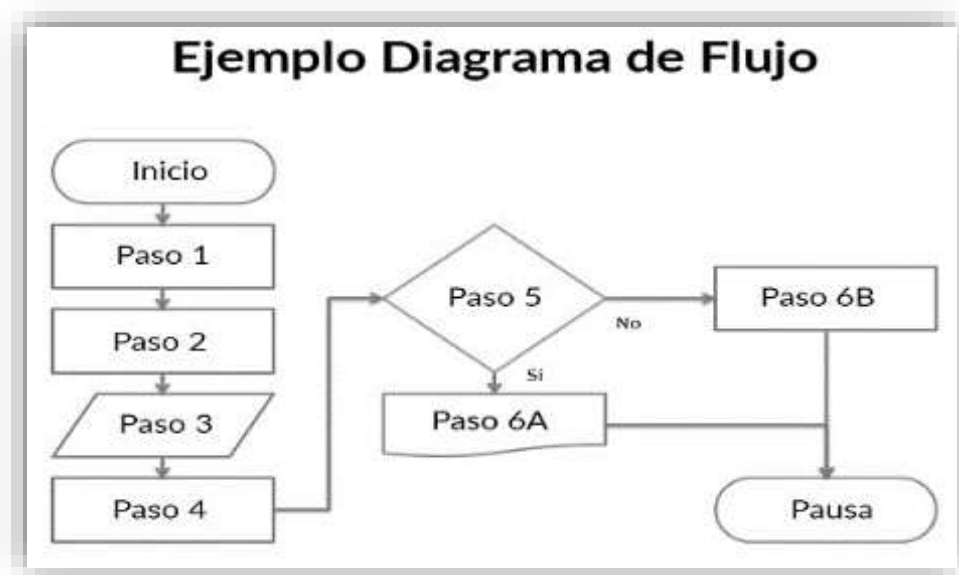 Ejemplo Diagrama de Flujo
Inicio
Paso 1
Paso 2
Paso 3
Paso 4
Paso 5
No
Si
Paso 6A
Paso 6B
Pausa